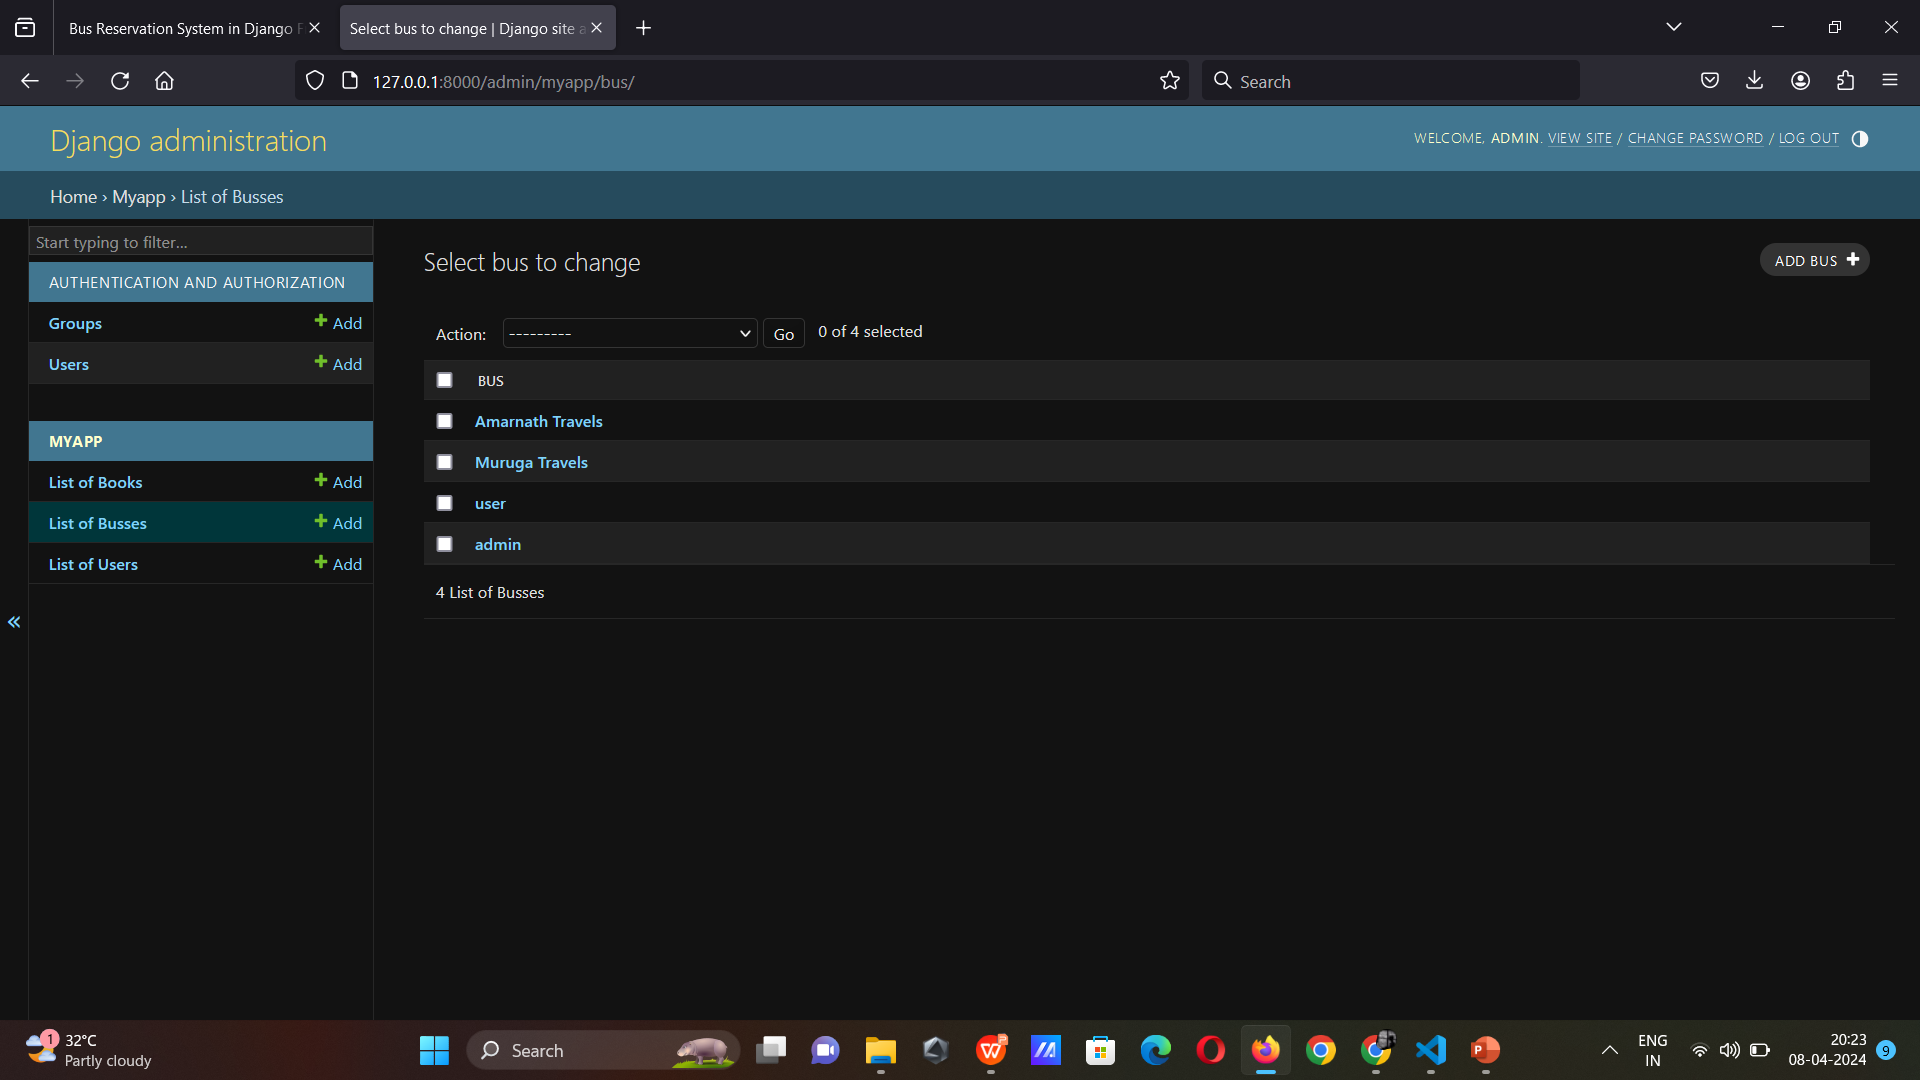 Bus Reservation System in Django
Select bus to change | Django site a
127.0.0.1:8000/admin/myapp/bus/
Search
Django administration
WELCOME, ADMIN. VIEW SITE / CHANGE PASSWORD / LOG OUT
Home › Myapp › List of Busses
Start typing to filter...
AUTHENTICATION AND AUTHORIZATION
Groups Add
Users Add
MYAPP
List of Books Add
List of Busses Add
List of Users Add
«
Select bus to change
ADD BUS
Action: --------- Go 0 of 4 selected
BUS
Amarnath Travels
Muruga Travels
user
admin
4 List of Busses
1
32°C
Partly cloudy
Search
ENG
IN
20:23
08-04-2024
9